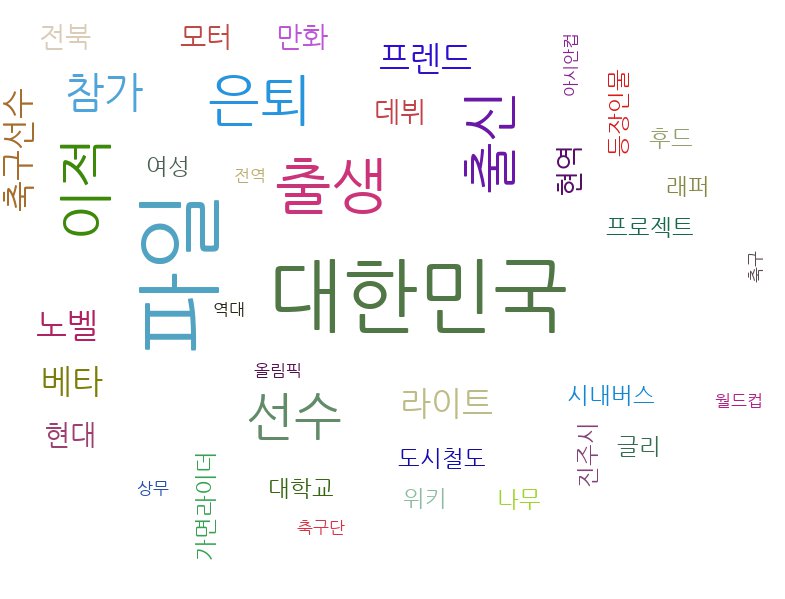 전북
모터
만화
프렌드
아시안컵
참가
은퇴
데뷔
출신
등장인물
축구선수
이적
여성
전역
출생
현역
후드
래퍼
프로젝트
파일
대한민국
축구
역대
노벨
올림픽
베타
선수
라이트
시내버스
월드컵
현대
도시철도
진주시
글리
상무
가면라이더
대학교
위키
나무
축구단